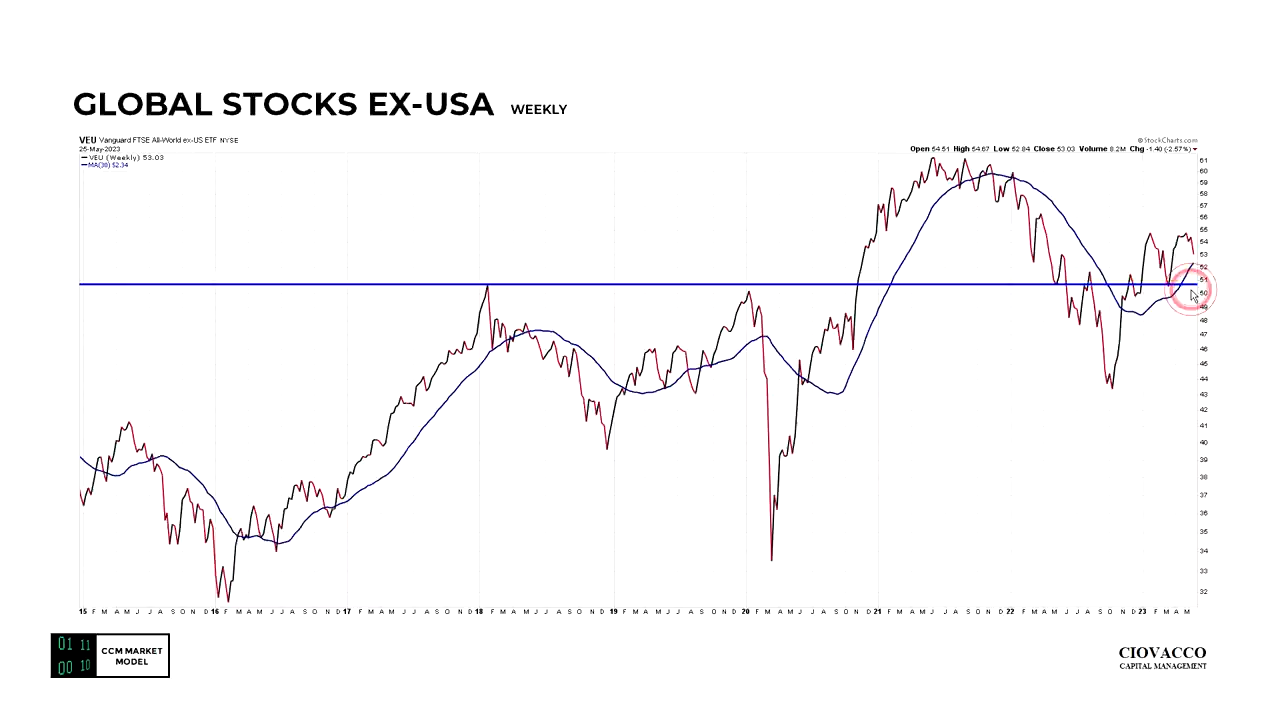 GLOBAL STOCKS EX-USA WEEKLY
VEU Vanguard FTSE All-World ex-US ETF NYSE
© StockCharts.com
25-May-2023
Open 54.51 High 54.67 Low 52.84 Close 53.03 Volume 8.2M Chg -1.40 (-2.57%)
VEU (Weekly) 53.03
MA(30) 52.34
61
60
59
58
57
56
55
54
53
52
51
50
49
48
47
46
45
44
43
42
41
40
39
38
37
36
35
34
33
32
15 F M A M J J A S O N D 16 F M A M J J A S O N D 17 F M A M J J A S O N D 18 F M A M J J A S O N D 19 F M A M J J A S O N D 20 F M A M J J A S O N D 21 F M A M J J A S O N D 22 F M A M J J A S O N D 23 F M A M
01 11
00 10
CCM MARKET
MODEL
CIOVACCO
CAPITAL MANAGEMENT